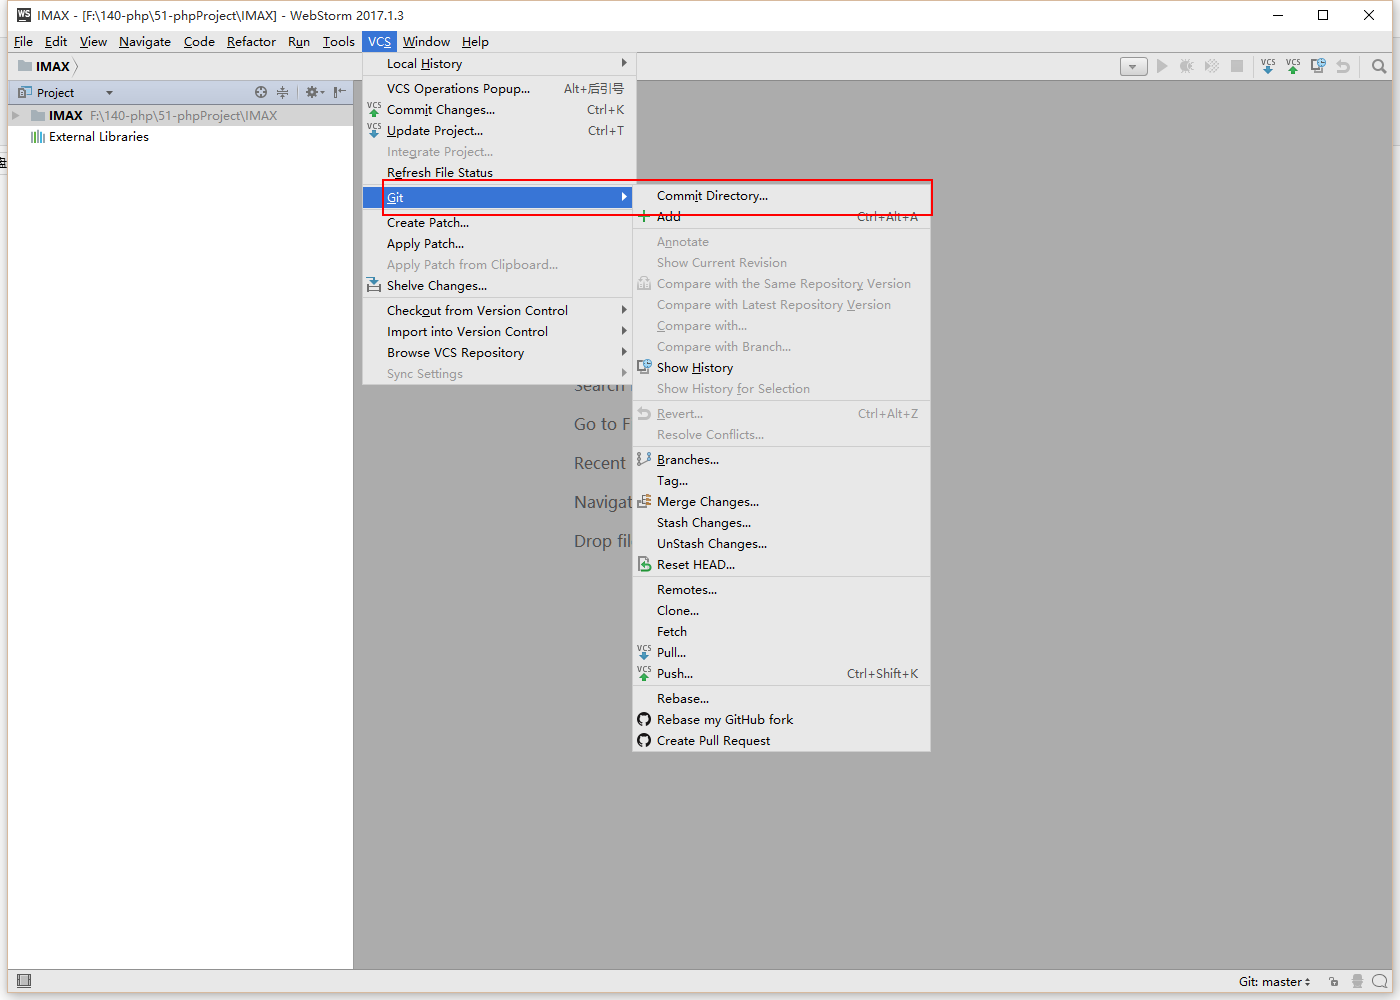 WS IMAX - [F:\140-php\51-phpProject\IMAX] - WebStorm 2017.1.3
File Edit View Navigate Code Refactor Run Tools VCS Window Help
IMAX
VCS VCS
Project
IMAX F:\140-php\51-phpProject\IMAX
External Libraries
Local History
VCS Operations Popup... Alt+后引号
VCS Commit Changes... Ctrl+K
VCS Update Project... Ctrl+T
Integrate Project...
Refresh File Status
Git
Create Patch...
Apply Patch...
Apply Patch from Clipboard...
Shelve Changes...
Checkout from Version Control
Import into Version Control
Browse VCS Repository
Sync Settings
Commit Directory...
Add Ctrl+Alt+A
Annotate
Show Current Revision
Compare with the Same Repository Version
Compare with Latest Repository Version
Compare with...
Compare with Branch...
Show History
Show History for Selection
Revert... Ctrl+Alt+Z
Resolve Conflicts...
Branches...
Tag...
Merge Changes...
Stash Changes...
UnStash Changes...
Reset HEAD...
Remotes...
Clone...
Fetch
VCS Pull...
VCS Push... Ctrl+Shift+K
Rebase...
Rebase my GitHub fork
Create Pull Request
Search
Go to F
Recent
Navigat
Drop fil
Git: master